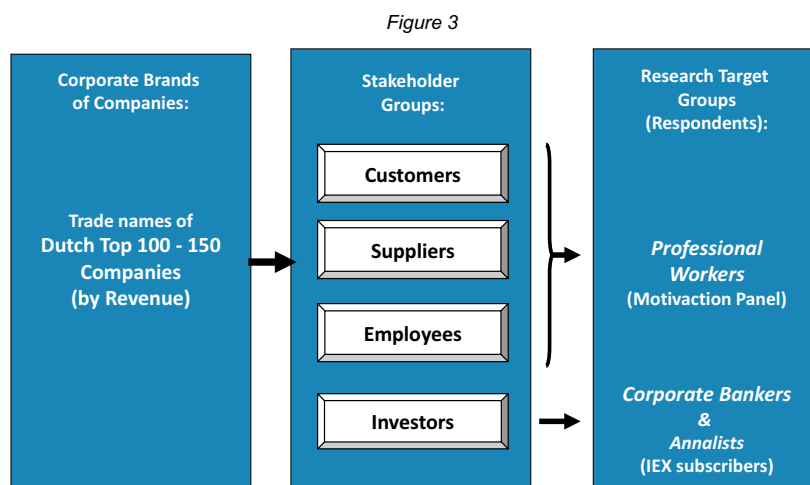 Figure 3
Corporate Brands
of Companies:
Trade names of
Dutch Top 100 - 150
Companies
(by Revenue)
Stakeholder
Groups:
Customers
Suppliers
Employees
Investors
Research Target
Groups
(Respondents):
Professional
Workers
(Motivaction Panel)
Corporate Bankers
&
Annalists
(IEX subscribers)